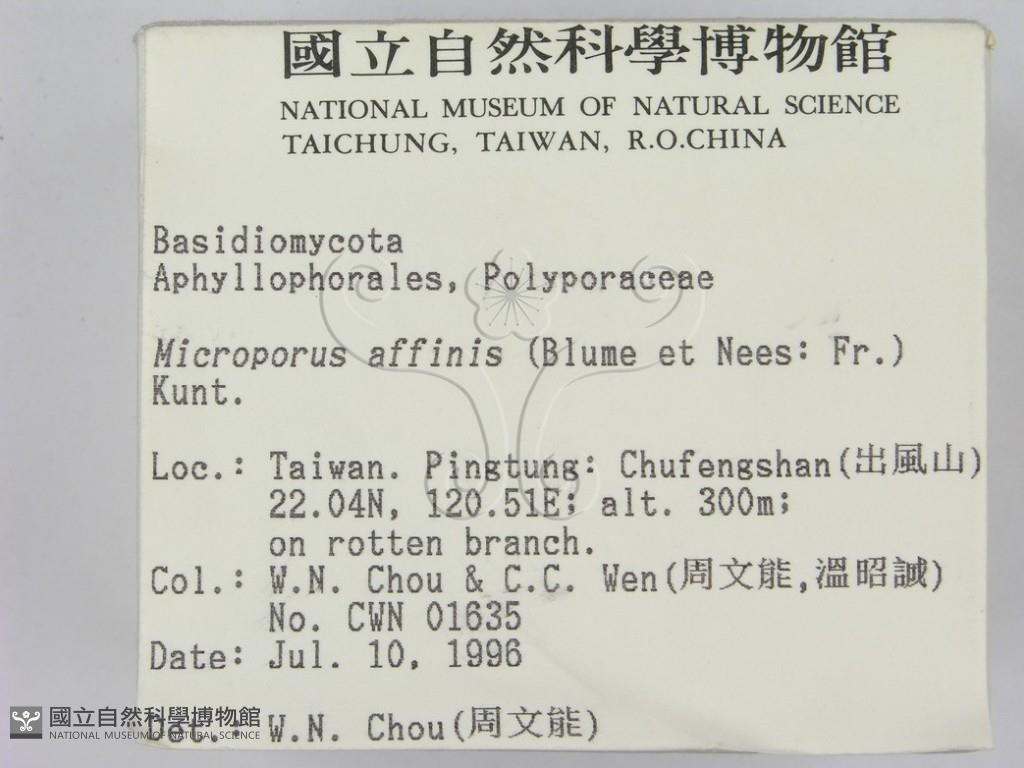 國立自然科學博物館
NATIONAL MUSEUM OF NATURAL SCIENCE
TAICHUNG, TAIWAN, R.O.CHINA
Basidiomycota
Aphyllophorales, Polyporaceae
Microporus affinis (Blume et Nees: Fr.)
Kunt.
Loc.: Taiwan. Pingtung: Chufengshan(出風山)
22.04N, 120.51E; alt. 300m;
on rotten branch.
Col.: W.N. Chou & C.C. Wen(周文能,溫昭誠)
No. CWN 01635
Date: Jul. 10, 1996
Det.: W.N. Chou(周文能)
國立自然科學博物館
NATIONAL MUSEUM OF NATURAL SCIENCE